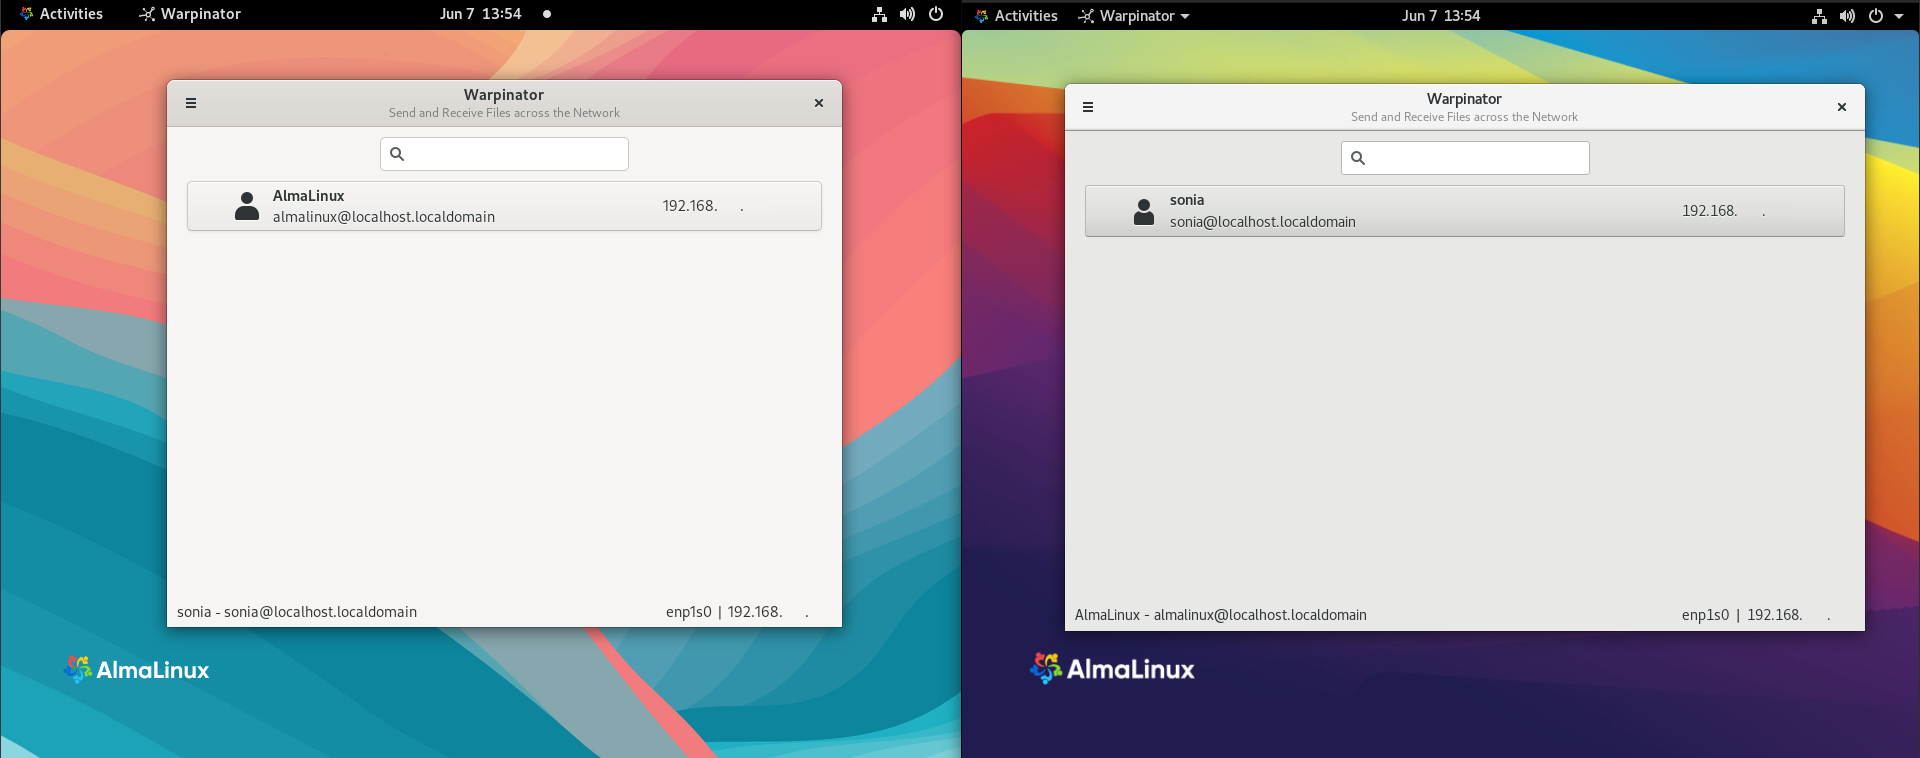 Activities Warpinator Jun 7 13:54
Warpinator
Send and Receive Files across the Network
AlmaLinux
almalinux@localhost.localdomain 192.168. .
sonia - sonia@localhost.localdomain enp1s0 | 192.168. .
AlmaLinux
Activities Warpinator Jun 7 13:54
Warpinator
Send and Receive Files across the Network
sonia
sonia@localhost.localdomain 192.168. .
AlmaLinux - almalinux@localhost.localdomain enp1s0 | 192.168. .
AlmaLinux